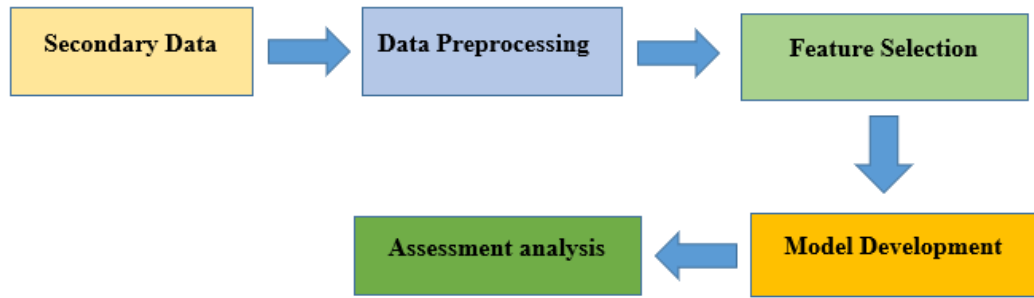 Secondary Data
Data Preprocessing
Feature Selection
Model Development
Assessment analysis